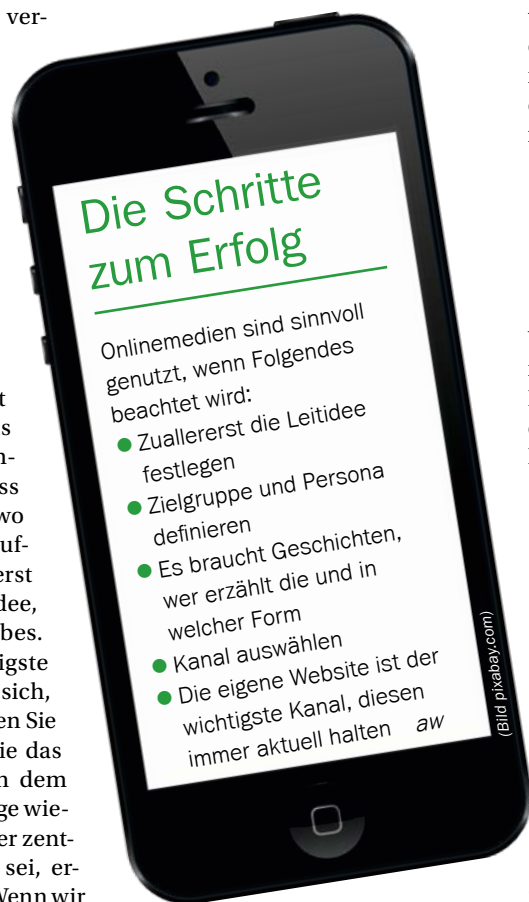 ver-
Die Schritte
zum Erfolg
Onlinemedien sind sinnvoll
genutzt, wenn Folgendes
beachtet wird:
● Zuallererst die Leitidee
festlegen
● Zielgruppe und Persona
definieren
● Es braucht Geschichten,
wer erzählt die und in
welcher Form
● Kanal auswählen
● Die eigene Website ist der
wichtigste Kanal, diesen
immer aktuell halten aw
(Bild pixabay.com)
t
s
n-
ss
wo
uf-
erst
dee,
bes.
igste
sich,
en Sie
ie das
n dem
ge wie-
er zent-
sei, er-
Wenn wir